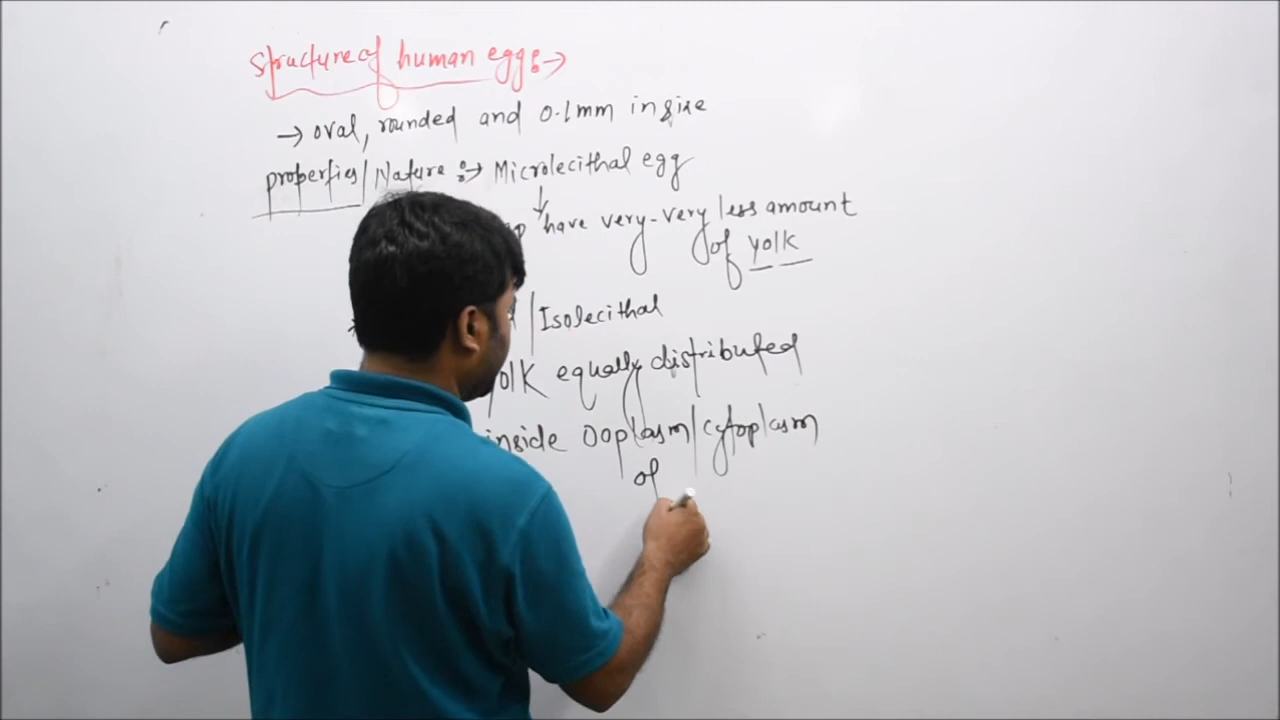 Structure of human egg:→
→ oval, rounded and 0.1mm in size
properties/Nature :→ Microlecithal egg
↓
have very-very less amount
of yolk
/Isolecithal
yolk equally distributed
inside Ooplasm/cytoplasm
of